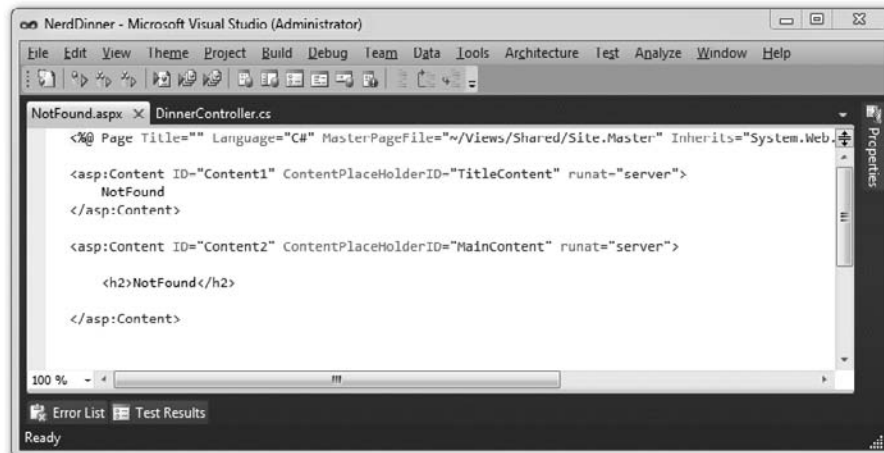 NerdDinner - Microsoft Visual Studio (Administrator)
File Edit View Theme Project Build Debug Team Data Tools Architecture Test Analyze Window Help
NotFound.aspx DinnerController.cs
<%@ Page Title="" Language="C#" MasterPageFile="~/Views/Shared/Site.Master" Inherits="System.Web.
<asp:Content ID="Content1" ContentPlaceHolderID="TitleContent" runat="server">
NotFound
</asp:Content>
<asp:Content ID="Content2" ContentPlaceHolderID="MainContent" runat="server">
<h2>NotFound</h2>
</asp:Content>
100 %
Error List Test Results
Ready
Properties